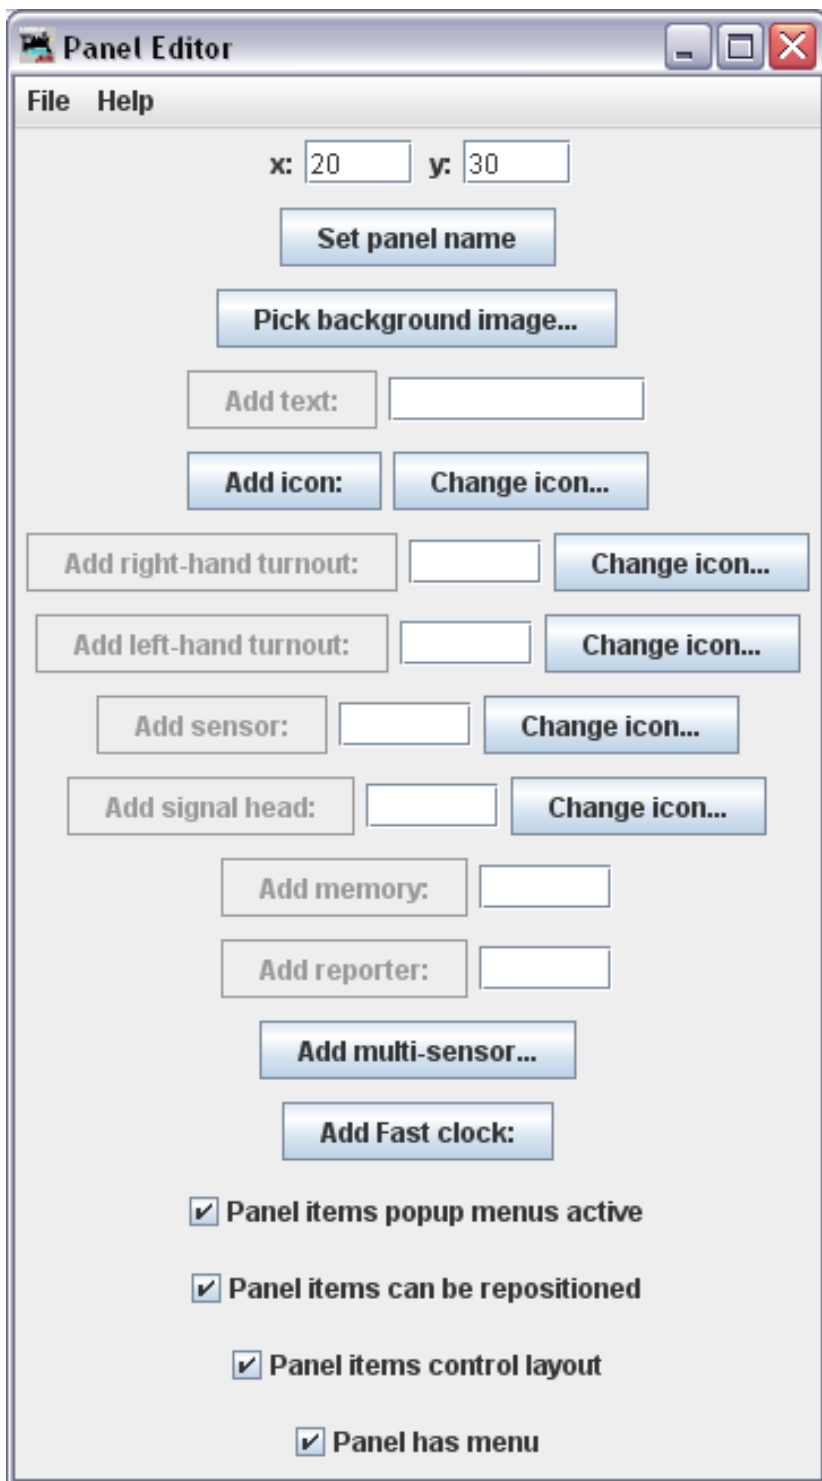 Panel Editor
File Help
x: 20 y: 30
Set panel name
Pick background image...
Add text:
Add icon: Change icon...
Add right-hand turnout: Change icon...
Add left-hand turnout: Change icon...
Add sensor: Change icon...
Add signal head: Change icon...
Add memory:
Add reporter:
Add multi-sensor...
Add Fast clock:
Panel items popup menus active
Panel items can be repositioned
Panel items control layout
Panel has menu